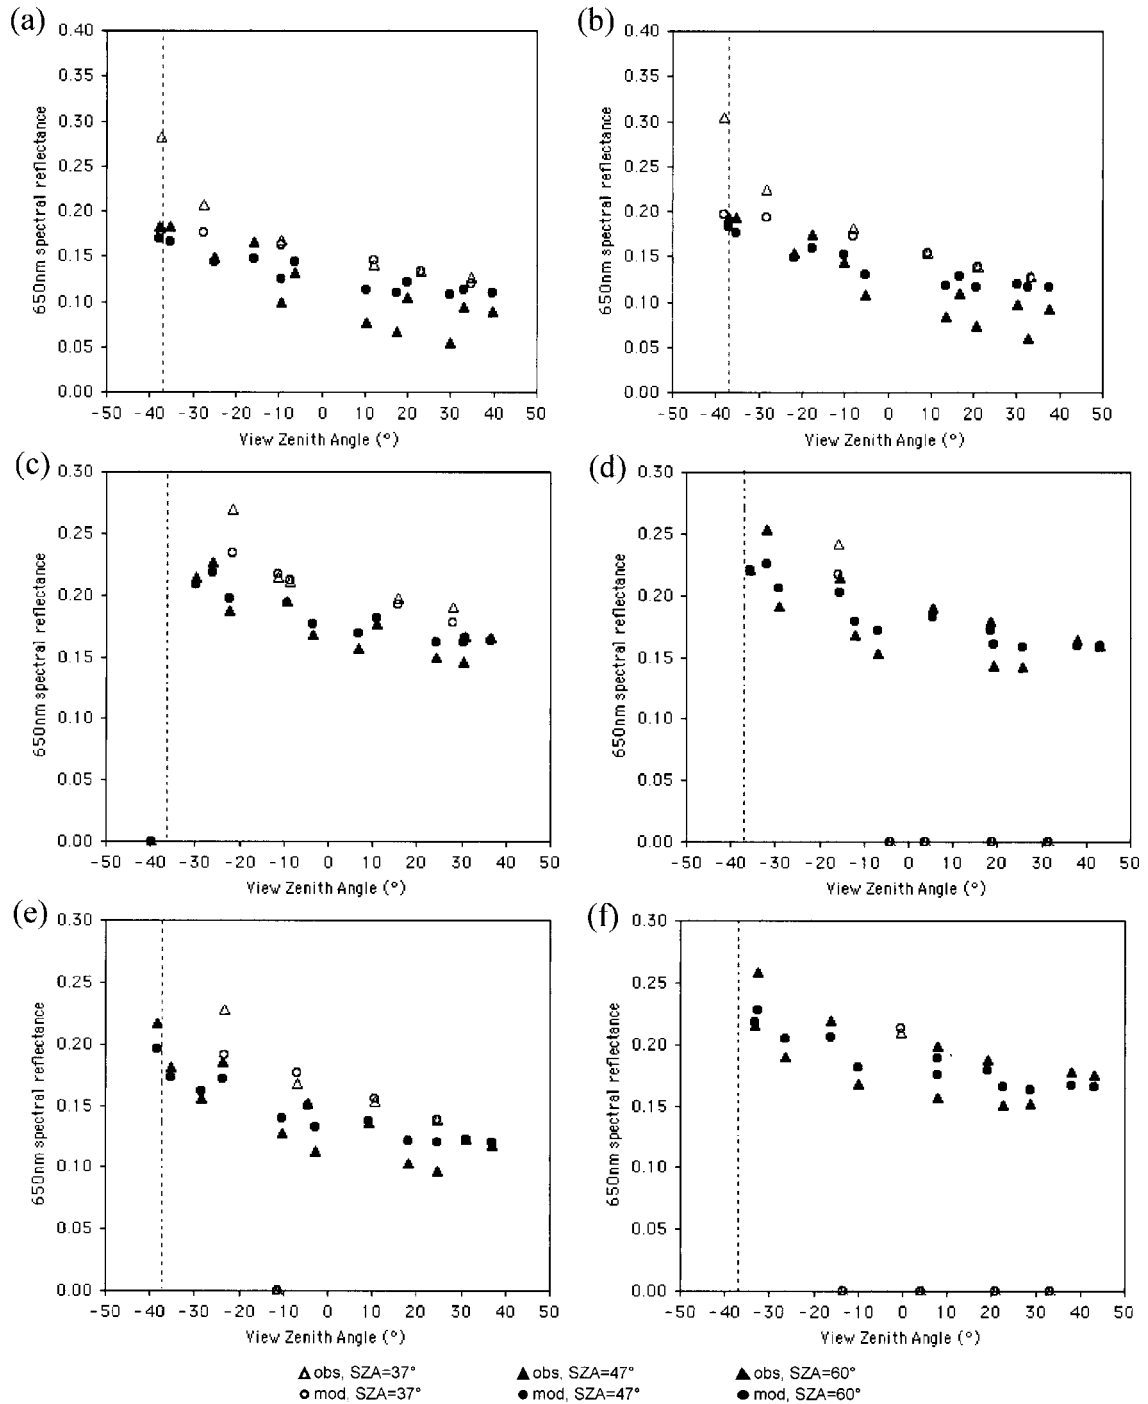 (a)
(b)
0.40
0.35
0.30
0.25
0.20
0.15
0.10
0.05
0.00
650nm spectral reflectance
-50 -40 -30 -20 -10 0 10 20 30 40 50
View Zenith Angle (°)
0.40
0.35
0.30
0.25
0.20
0.15
0.10
0.05
0.00
650nm spectral reflectance
-50 -40 -30 -20 -10 0 10 20 30 40 50
View Zenith Angle (°)
(c)
(d)
0.30
0.25
0.20
0.15
0.10
0.05
0.00
650nm spectral reflectance
-50 -40 -30 -20 -10 0 10 20 30 40 50
View Zenith Angle (°)
0.30
0.25
0.20
0.15
0.10
0.05
0.00
650nm spectral reflectance
-50 -40 -30 -20 -10 0 10 20 30 40 50
View Zenith Angle (°)
(e)
(f)
0.30
0.25
0.20
0.15
0.10
0.05
0.00
650nm spectral reflectance
-50 -40 -30 -20 -10 0 10 20 30 40 50
View Zenith Angle (°)
0.30
0.25
0.20
0.15
0.10
0.05
0.00
650nm spectral reflectance
-50 -40 -30 -20 -10 0 10 20 30 40 50
View Zenith Angle (°)
obs, SZA=37° obs, SZA=47° obs, SZA=60°
mod, SZA=37° mod, SZA=47° mod, SZA=60°